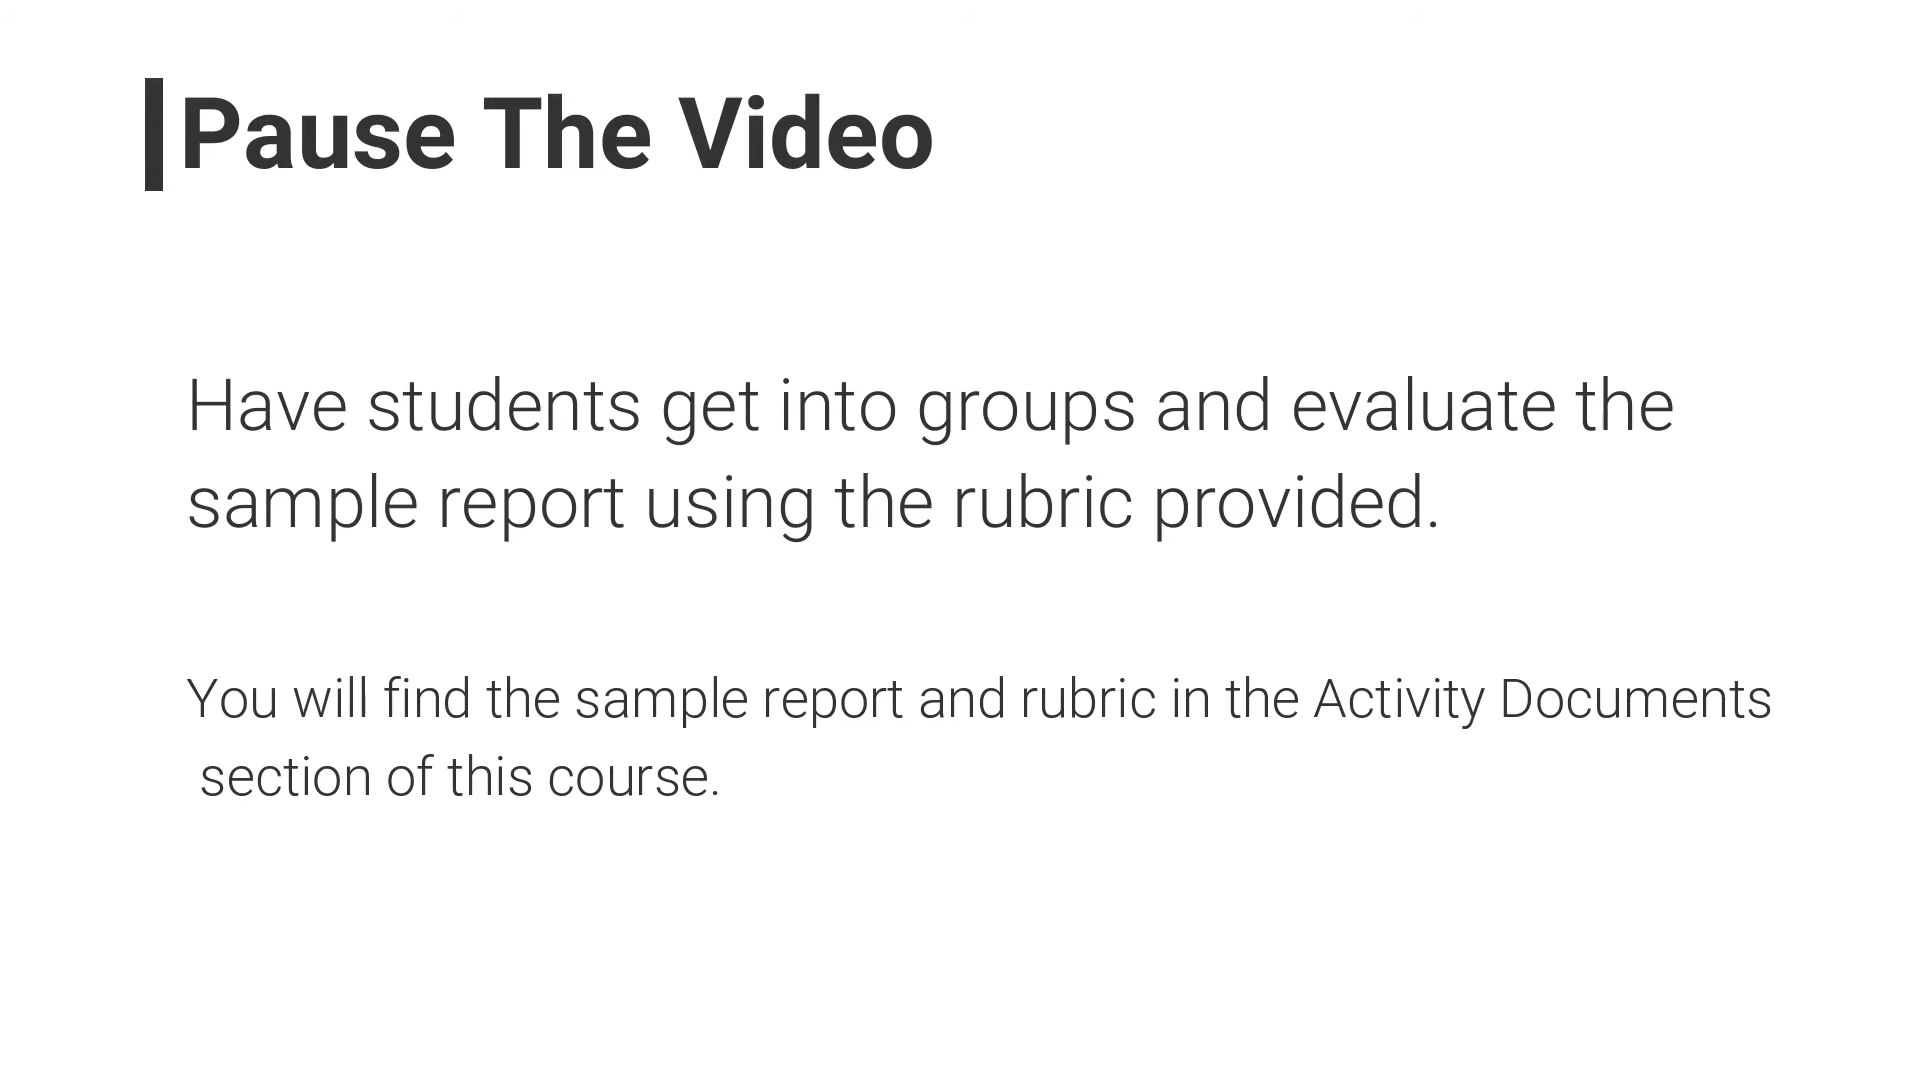 Pause The Video
Have students get into groups and evaluate the
sample report using the rubric provided.
You will find the sample report and rubric in the Activity Documents
section of this course.